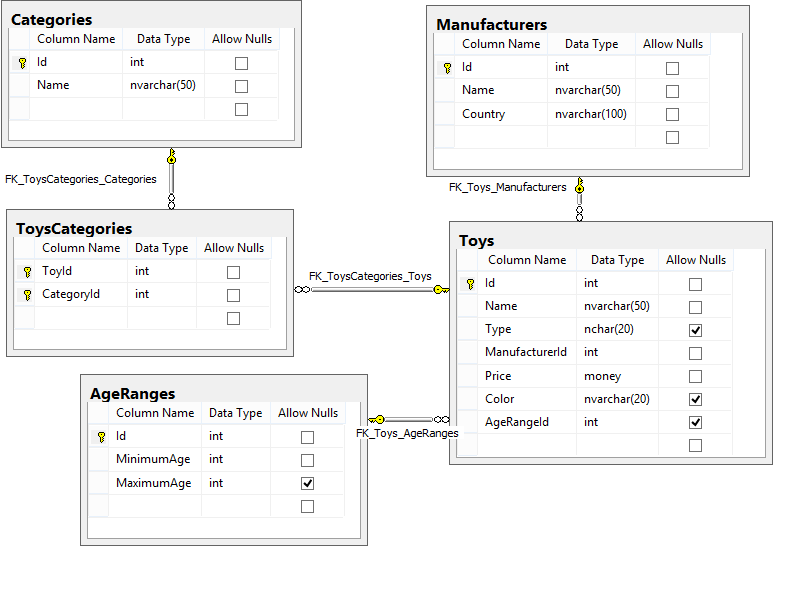 Categories
Column Name Data Type Allow Nulls
Id int
Name nvarchar(50)
Manufacturers
Column Name Data Type Allow Nulls
Id int
Name nvarchar(50)
Country nvarchar(100)
FK_ToysCategories_Categories
FK_Toys_Manufacturers
ToysCategories
Column Name Data Type Allow Nulls
ToyId int
CategoryId int
FK_ToysCategories_Toys
Toys
Column Name Data Type Allow Nulls
Id int
Name nvarchar(50)
Type nchar(20)
ManufacturerId int
Price money
Color nvarchar(20)
AgeRangeId int
AgeRanges
Column Name Data Type Allow Nulls
Id int
MinimumAge int
MaximumAge int
FK_Toys_AgeRanges